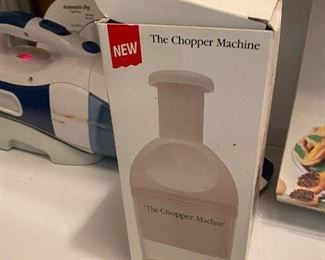 NEW
The Chopper Machine
"The Chopper Machine"